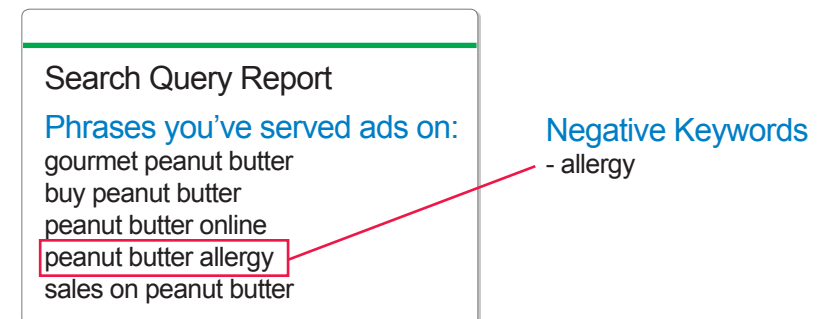 Search Query Report
Phrases you've served ads on:
gourmet peanut butter
buy peanut butter
peanut butter online
peanut butter allergy
sales on peanut butter
Negative Keywords
- allergy